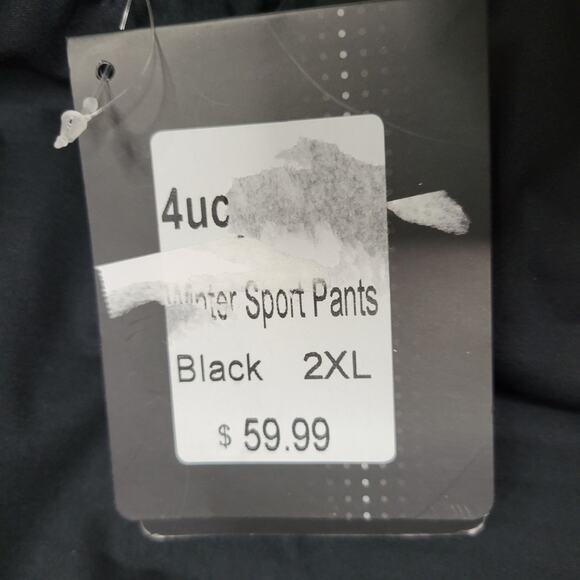 4uc
Winter Sport Pants
Black 2XL
$ 59.99